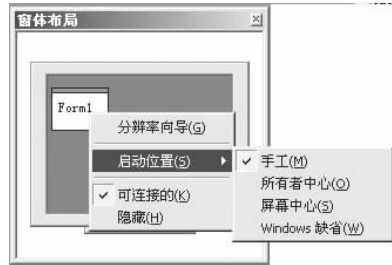 窗体布局
Form1
分辨率向导(G)
启动位置(S)
可连接的(K)
隐藏(H)
手工(M)
所有者中心(O)
屏幕中心(S)
Windows 缺省(W)